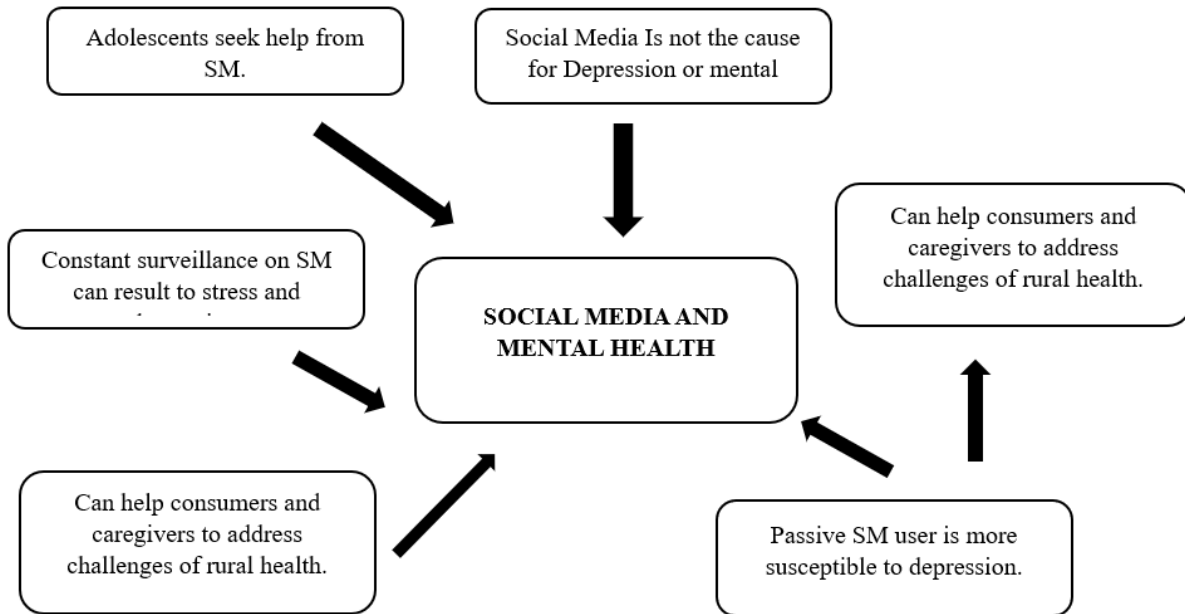 Adolescents seek help from
SM.
Social Media Is not the cause
for Depression or mental
Can help consumers and
caregivers to address
challenges of rural health.
Constant surveillance on SM
can result to stress and
SOCIAL MEDIA AND
MENTAL HEALTH
Can help consumers and
caregivers to address
challenges of rural health.
Passive SM user is more
susceptible to depression.